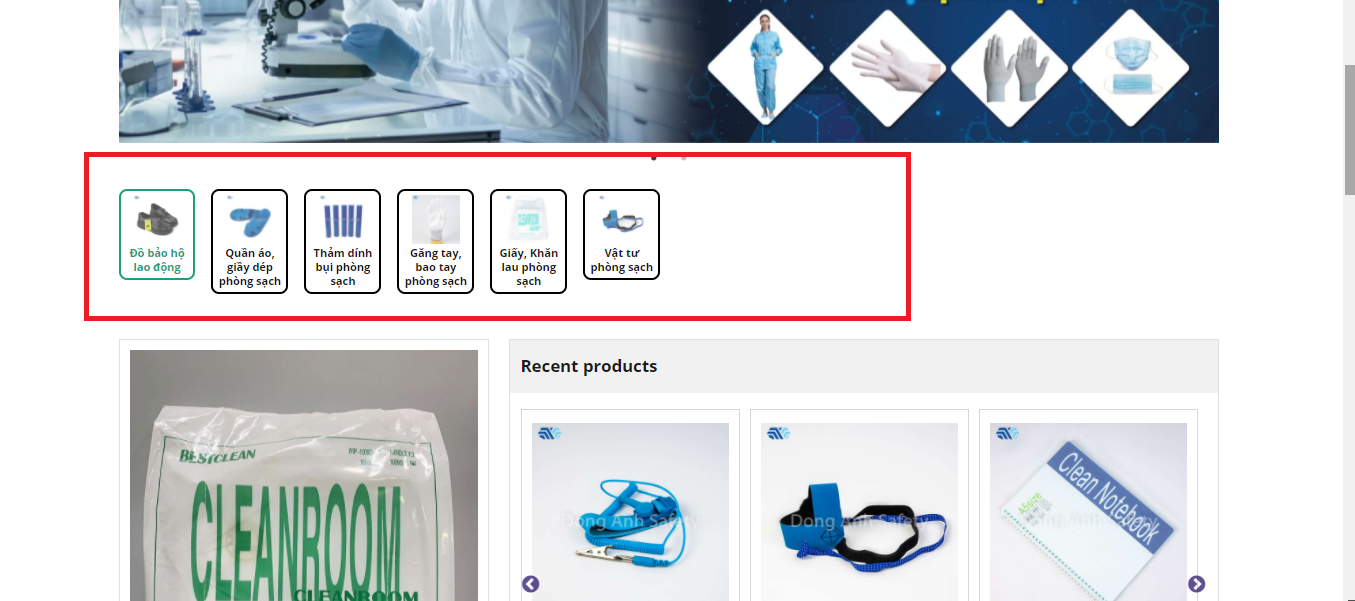 Đồ bảo hộ
lao động
Quần áo,
giầy dép
phòng sạch
Thảm dính
bụi phòng
sạch
Găng tay,
bao tay
phòng sạch
Giấy, Khăn
lau phòng
sạch
Vật tư
phòng sạch
BESTCLEAN
CLEANROOM
CLEANROOM
Recent products
Dong Anh Safety
Dong Anh Safety
Clean Notebook
A5size
Dong Anh Safety